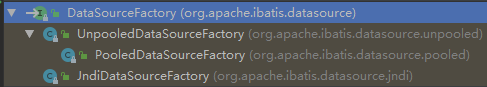 DataSourceFactory (org.apache.ibatis.datasource)
UnpooledDataSourceFactory (org.apache.ibatis.datasource.unpooled)
PooledDataSourceFactory (org.apache.ibatis.datasource.pooled)
JndiDataSourceFactory (org.apache.ibatis.datasource.jndi)